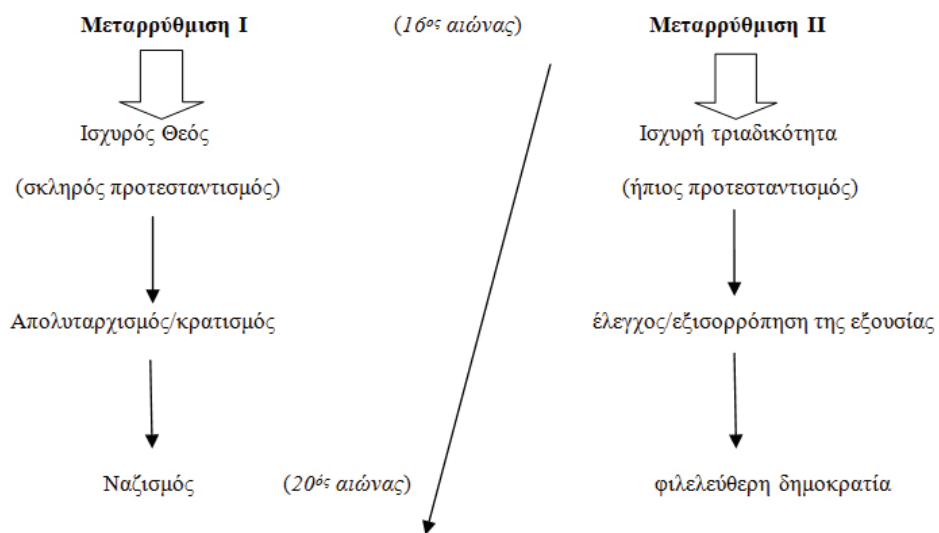 Μεταρρύθμιση Ι
(16ος αιώνας)
Μεταρρύθμιση ΙΙ
Ισχυρός Θεός
Ισχυρή τριαδικότητα
(σκληρός προτεσταντισμός)
(ήπιος προτεσταντισμός)
Απολυταρχισμός/κρατισμός
έλεγχος/εξισορρόπηση της εξουσίας
Ναζισμός
(20ός αιώνας)
φιλελεύθερη δημοκρατία